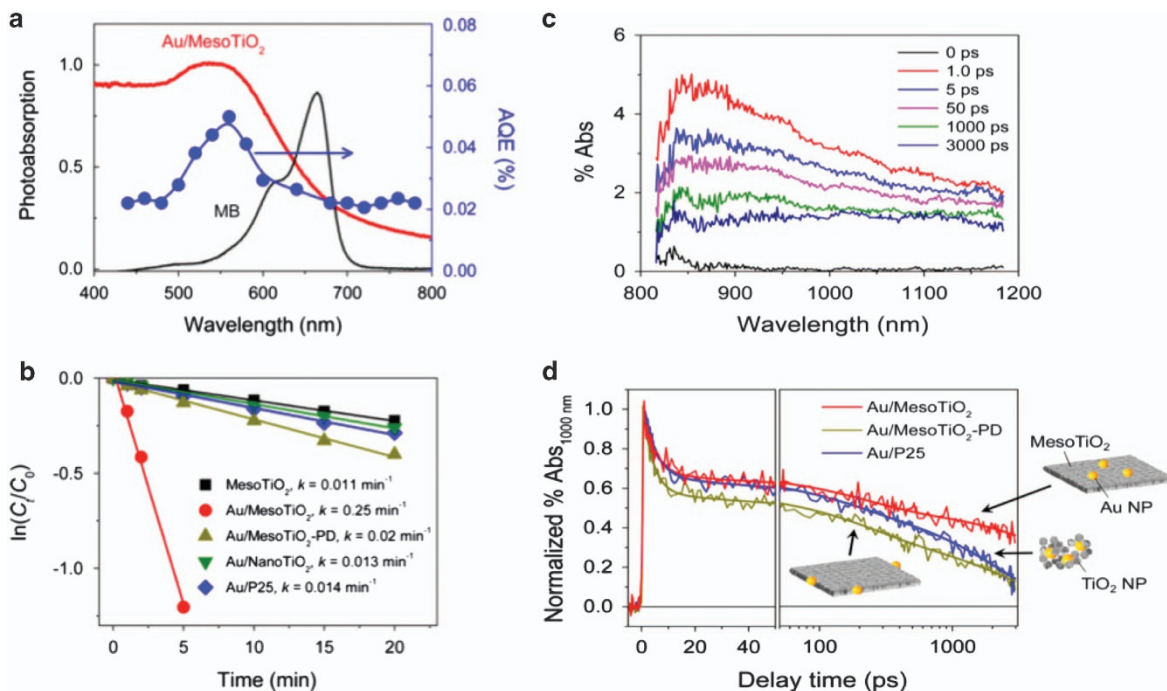 a
Au/MesoTiO2
MB
Photoabsorption
1.0
0.5
0.0
AQE (%)
0.08
0.06
0.04
0.02
0.00
400 500 600 700 800
Wavelength (nm)
b
ln(Ct/C0)
0.0
-0.5
-1.0
MesoTiO2, k = 0.011 min-1
Au/MesoTiO2, k = 0.25 min-1
Au/MesoTiO2-PD, k = 0.02 min-1
Au/NanoTiO2, k = 0.013 min-1
Au/P25, k = 0.014 min-1
0 5 10 15 20
Time (min)
c
% Abs
6
4
2
0
0 ps
1.0 ps
5 ps
50 ps
1000 ps
3000 ps
800 900 1000 1100 1200
Wavelength (nm)
d
Normalized % Abs1000 nm
1.0
0.8
0.6
0.4
0.2
0.0
Au/MesoTiO2
Au/MesoTiO2-PD
Au/P25
MesoTiO2
Au NP
TiO2 NP
0 20 40 100 1000
Delay time (ps)